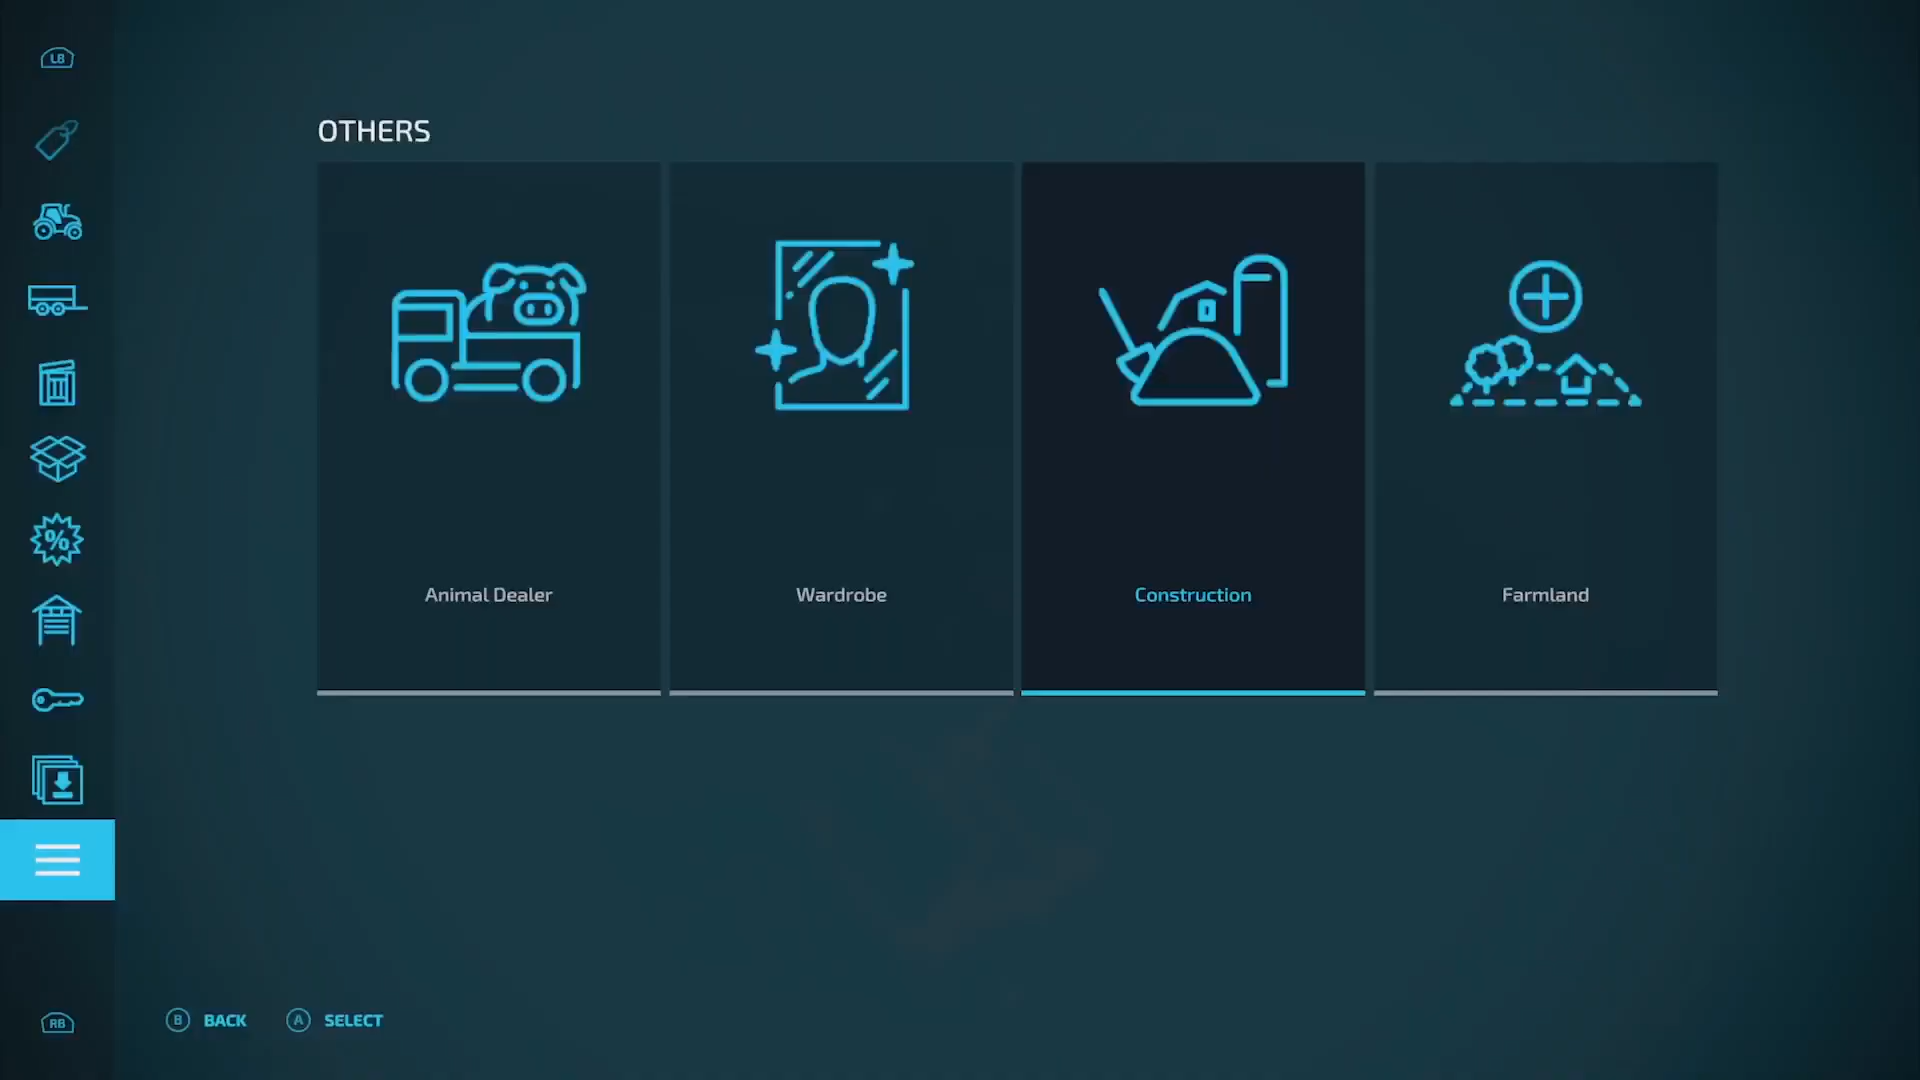 LB
OTHERS
%
Animal Dealer
Wardrobe
Construction
Farmland
RB
B BACK A SELECT